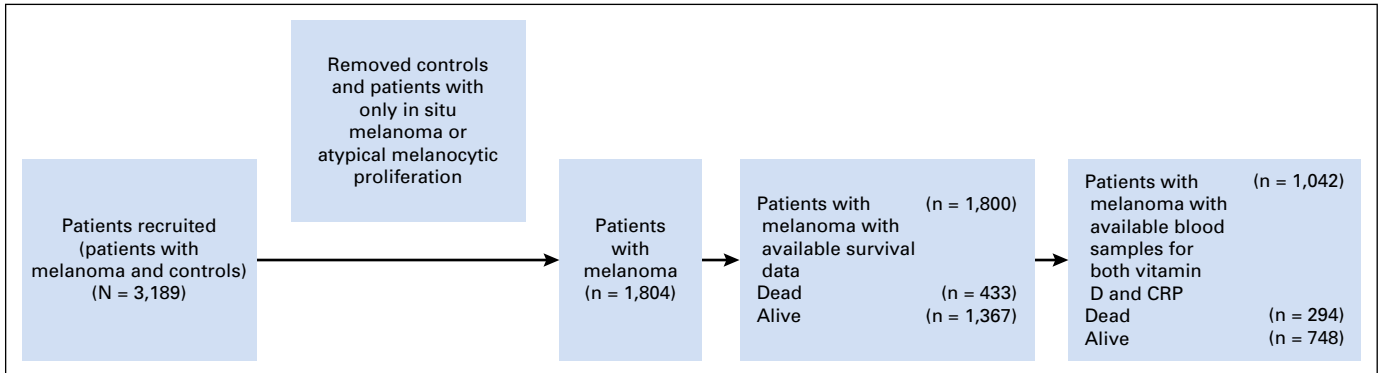 Removed controls
and patients with
only in situ
melanoma or
atypical melanocytic
proliferation
Patients recruited
(patients with
melanoma and controls)
(N = 3,189)
Patients
with
melanoma
(n = 1,804)
Patients with (n = 1,800)
melanoma with
available survival
data
Dead (n = 433)
Alive (n = 1,367)
Patients with (n = 1,042)
melanoma with
available blood
samples for
both vitamin
D and CRP
Dead (n = 294)
Alive (n = 748)